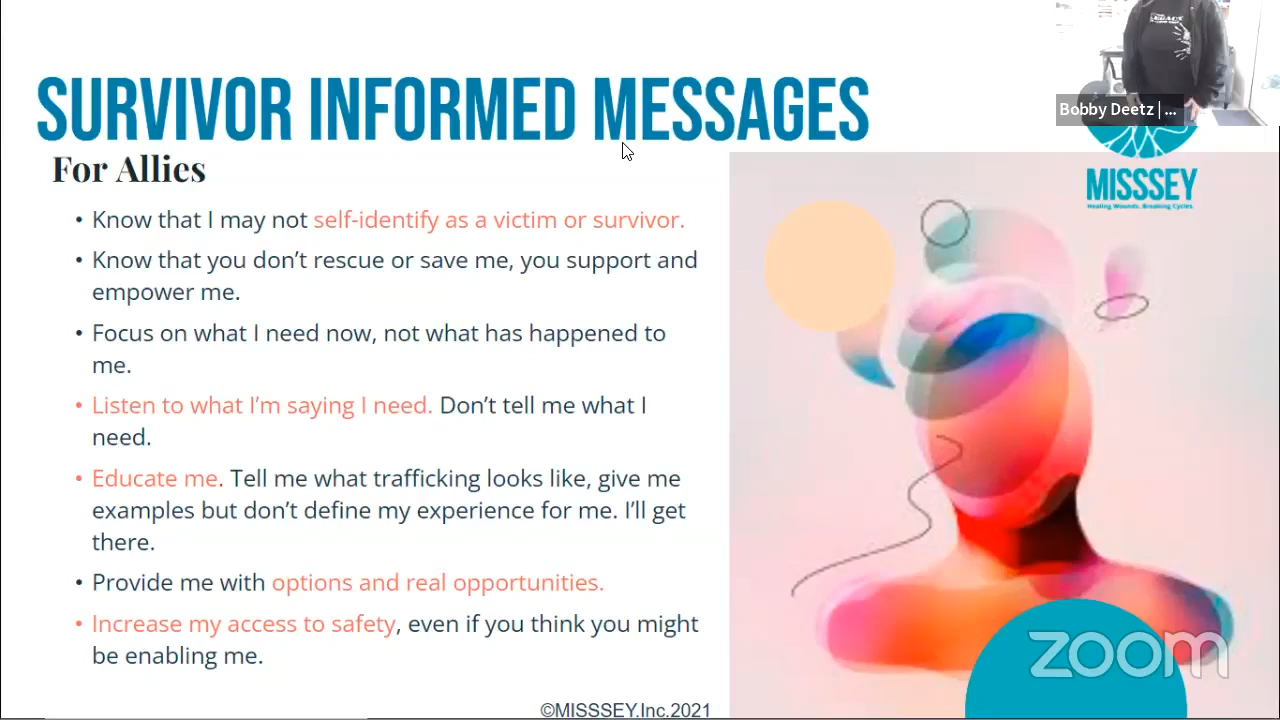 SURVIVOR INFORMED MESSAGES
For Allies
• Know that I may not self-identify as a victim or survivor.
• Know that you don't rescue or save me, you support and
empower me.
• Focus on what I need now, not what has happened to
me.
• Listen to what I'm saying I need. Don't tell me what I
need.
• Educate me. Tell me what trafficking looks like, give me
examples but don't define my experience for me. I'll get
there.
• Provide me with options and real opportunities.
• Increase my access to safety, even if you think you might
be enabling me.
©MISSSEY.Inc.2021
LEGACY
Bobby Deetz | ...
MISSSEY
Healing Wounds. Breaking Cycles.
zoom